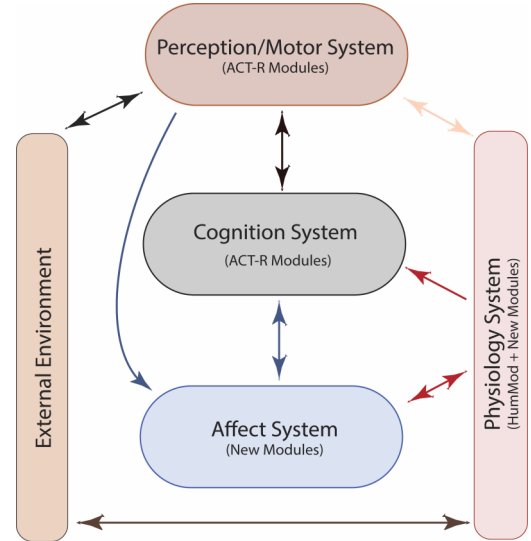 Perception/Motor System
(ACT-R Modules)
Cognition System
(ACT-R Modules)
Affect System
(New Modules)
External Environment
Physiology System
(HumMod + New Modules)